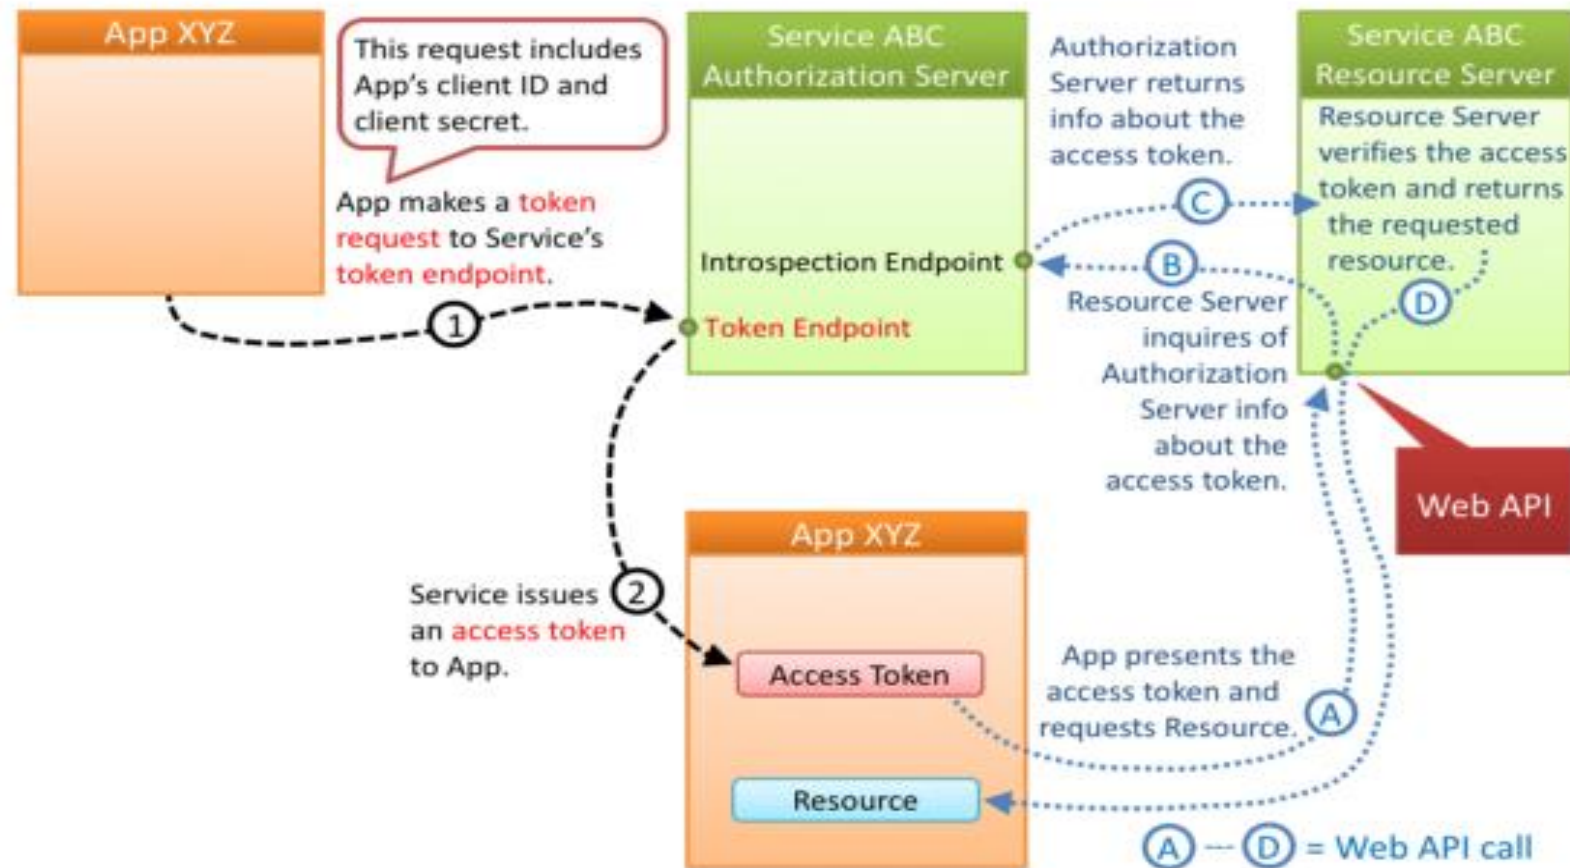 App XYZ
This request includes
App's client ID and
client secret.
App makes a token
request to Service's
token endpoint.
1
Service ABC
Authorization Server
Introspection Endpoint
Token Endpoint
Authorization
Server returns
info about the
access token.
C
B
Resource Server
inquires of
Authorization
Server info
about the
access token.
Service ABC
Resource Server
Resource Server
verifies the access
token and returns
the requested
resource.
D
Web API
2
Service issues
an access token
to App.
App XYZ
Access Token
Resource
App presents the
access token and
requests Resource.
A
A --- D = Web API call